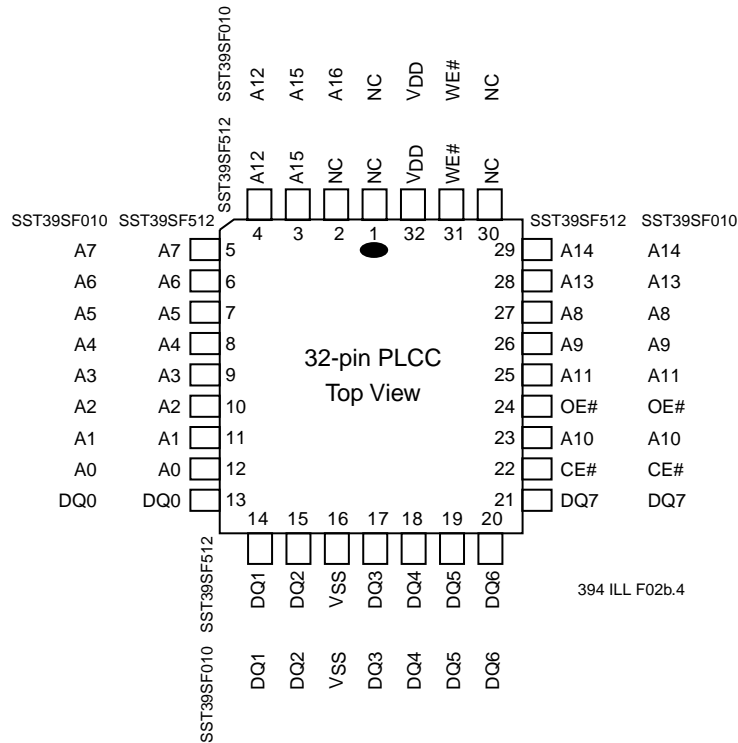 SST39SF010 A12 A15 A16 NC VDD WE# NC
SST39SF512 A12 A15 NC NC VDD WE# NC
4 3 2 1 32 31 30
SST39SF010 SST39SF512 SST39SF512 SST39SF010
A7 A7 5 29 A14 A14
A6 A6 6 28 A13 A13
A5 A5 7 27 A8 A8
A4 A4 8 26 A9 A9
A3 A3 9 25 A11 A11
A2 A2 10 24 OE# OE#
A1 A1 11 23 A10 A10
A0 A0 12 22 CE# CE#
DQ0 DQ0 13 21 DQ7 DQ7
32-pin PLCC
Top View
14 15 16 17 18 19 20
SST39SF512 DQ1 DQ2 VSS DQ3 DQ4 DQ5 DQ6
SST39SF010 DQ1 DQ2 VSS DQ3 DQ4 DQ5 DQ6
394 ILL F02b.4